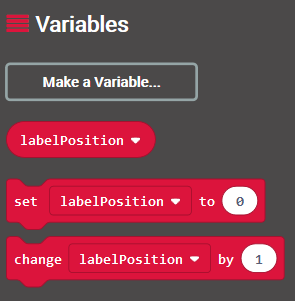 Variables
Make a Variable...
labelPosition
set labelPosition to 0
change labelPosition by 1